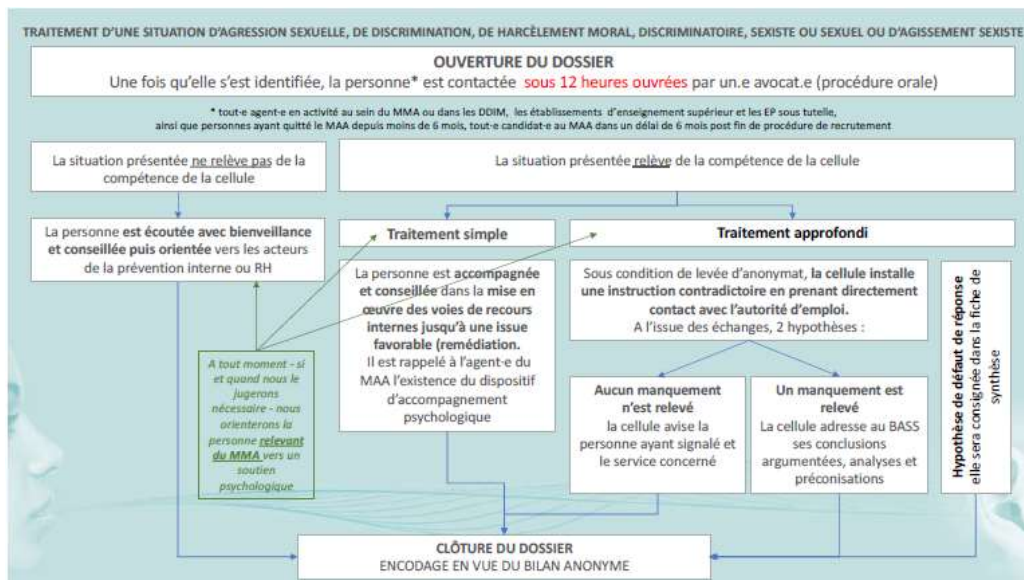 TRAITEMENT D'UNE SITUATION D'AGRESSION SEXUELLE, DE DISCRIMINATION, DE HARCÈLEMENT MORAL, DISCRIMINATOIRE, SEXISTE OU SEXUEL OU D'AGISSEMENT SEXISTE
OUVERTURE DU DOSSIER
Une fois qu'elle s'est identifiée, la personne* est contactée sous 12 heures ouvrées par un.e avocat.e (procédure orale)
* tout-e agent-e en activité au sein du MMA ou dans les DDIM, les établissements d'enseignement supérieur et les EP sous tutelle,
ainsi que personnes ayant quitté le MAA depuis moins de 6 mois, tout-e candidat-e au MAA dans un délai de 6 mois post fin de procédure de recrutement
La situation présentée ne relève pas de la
compétence de la cellule
La situation présentée relève de la compétence de la cellule
La personne est écoutée avec bienveillance
et conseillée puis orientée vers les acteurs
de la prévention interne ou RH
Traitement simple
Traitement approfondi
La personne est accompagnée
et conseillée dans la mise en
œuvre des voies de recours
internes jusqu'à une issue
favorable (remédiation.
Il est rappelé à l'agent-e du
MAA l'existence du dispositif
d'accompagnement
psychologique
Sous condition de levée d'anonymat, la cellule installe
une instruction contradictoire en prenant directement
contact avec l'autorité d'emploi.
A l'issue des échanges, 2 hypothèses :
Hypothèse de défaut de réponse
elle sera consignée dans la fiche de
synthèse
A tout moment - si
et quand nous le
jugerons
nécessaire - nous
orienterons la
personne relevant
du MMA vers un
soutien
psychologique
Aucun manquement
n'est relevé
la cellule avise la
personne ayant signalé et
le service concerné
Un manquement est
relevé
La cellule adresse au BASS
ses conclusions
argumentées, analyses et
préconisations
CLÔTURE DU DOSSIER
ENCODAGE EN VUE DU BILAN ANONYME